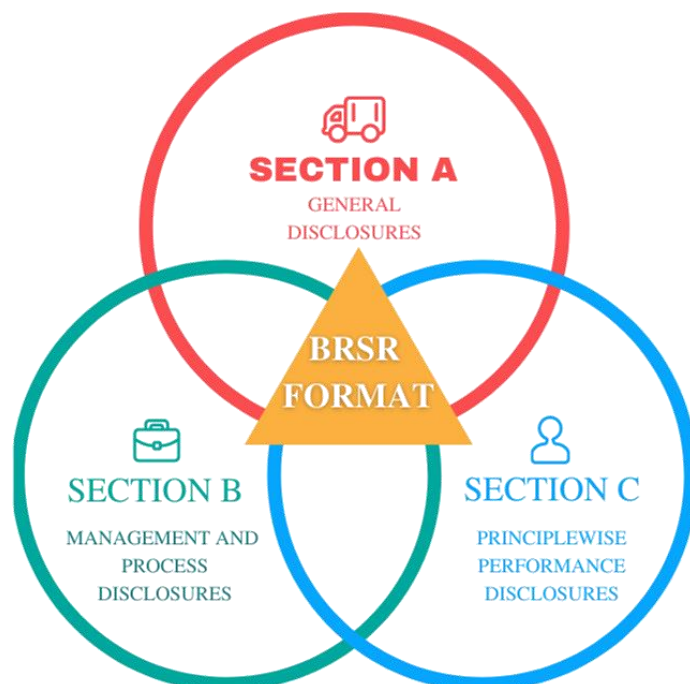 SECTION A
GENERAL
DISCLOSURES
BRSR
FORMAT
SECTION B
MANAGEMENT AND
PROCESS
DISCLOSURES
SECTION C
PRINCIPLEWISE
PERFORMANCE
DISCLOSURES